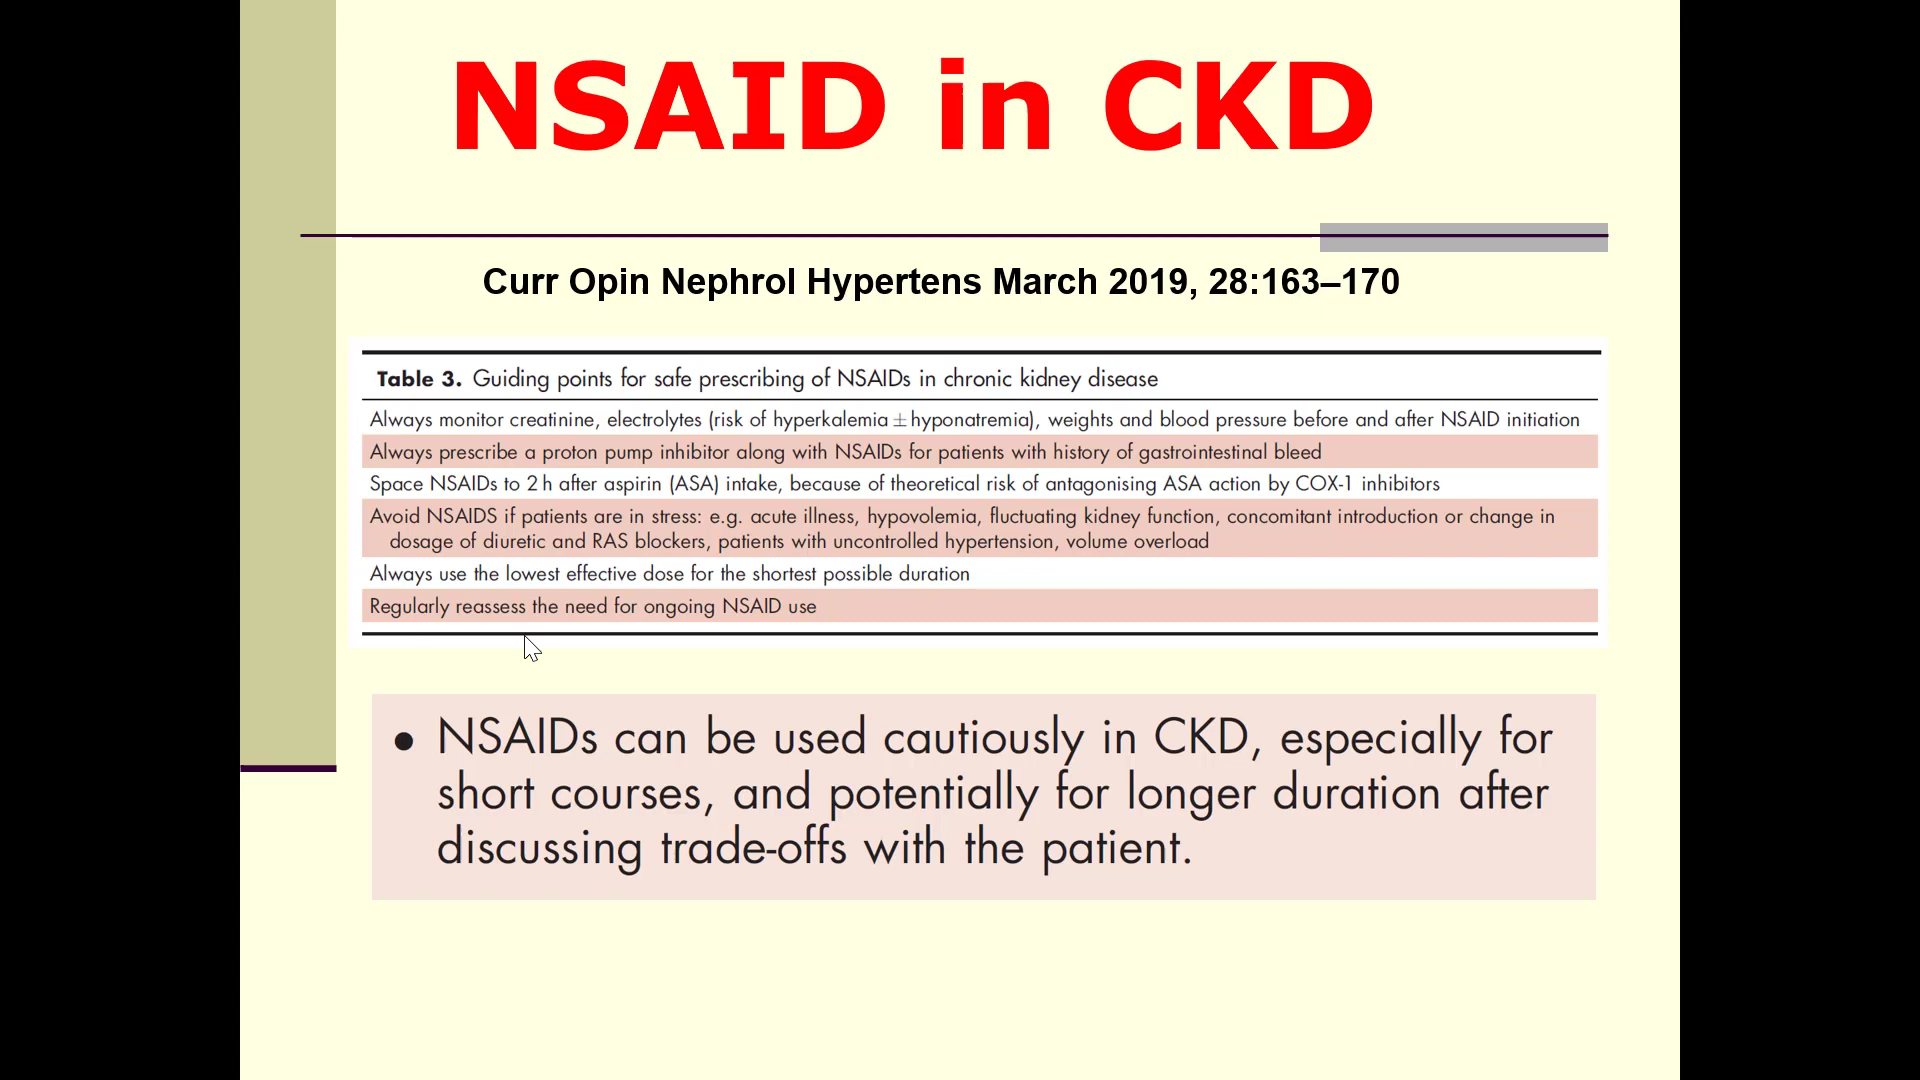 NSAID in CKD
Curr Opin Nephrol Hypertens March 2019, 28:163–170
Table 3. Guiding points for safe prescribing of NSAIDs in chronic kidney disease
Always monitor creatinine, electrolytes (risk of hyperkalemia ± hyponatremia), weights and blood pressure before and after NSAID initiation
Always prescribe a proton pump inhibitor along with NSAIDs for patients with history of gastrointestinal bleed
Space NSAIDs to 2 h after aspirin (ASA) intake, because of theoretical risk of antagonising ASA action by COX-1 inhibitors
Avoid NSAIDS if patients are in stress: e.g. acute illness, hypovolemia, fluctuating kidney function, concomitant introduction or change in
dosage of diuretic and RAS blockers, patients with uncontrolled hypertension, volume overload
Always use the lowest effective dose for the shortest possible duration
Regularly reassess the need for ongoing NSAID use
• NSAIDs can be used cautiously in CKD, especially for
short courses, and potentially for longer duration after
discussing trade-offs with the patient.